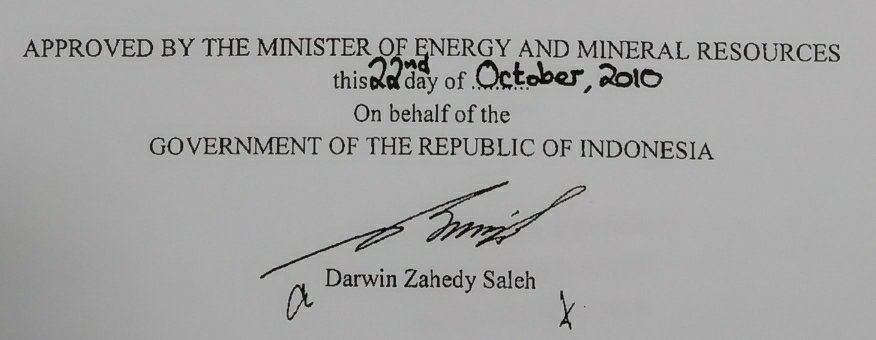 APPROVED BY THE MINISTER OF ENERGY AND MINERAL RESOURCES
this 22nd day of October, 2010
On behalf of the
GOVERNMENT OF THE REPUBLIC OF INDONESIA
Darwin Zahedy Saleh